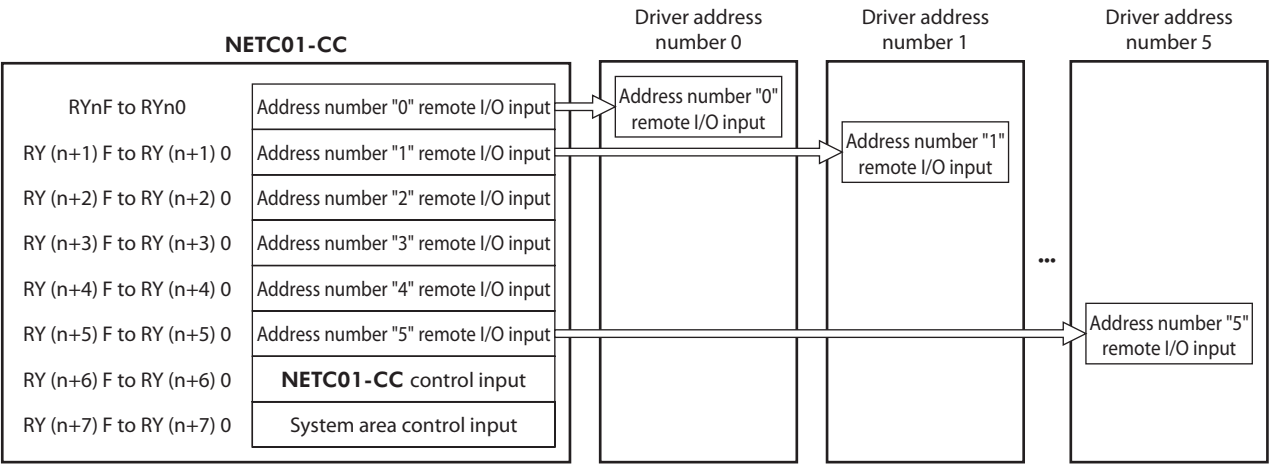 Driver address
number 0
Driver address
number 1
Driver address
number 5
NETC01-CC
RYnF to RYn0
Address number "0" remote I/O input
Address number "0"
remote I/O input
RY (n+1) F to RY (n+1) 0
Address number "1" remote I/O input
Address number "1"
remote I/O input
RY (n+2) F to RY (n+2) 0
Address number "2" remote I/O input
RY (n+3) F to RY (n+3) 0
Address number "3" remote I/O input
...
RY (n+4) F to RY (n+4) 0
Address number "4" remote I/O input
RY (n+5) F to RY (n+5) 0
Address number "5" remote I/O input
Address number "5"
remote I/O input
RY (n+6) F to RY (n+6) 0
NETC01-CC control input
RY (n+7) F to RY (n+7) 0
System area control input